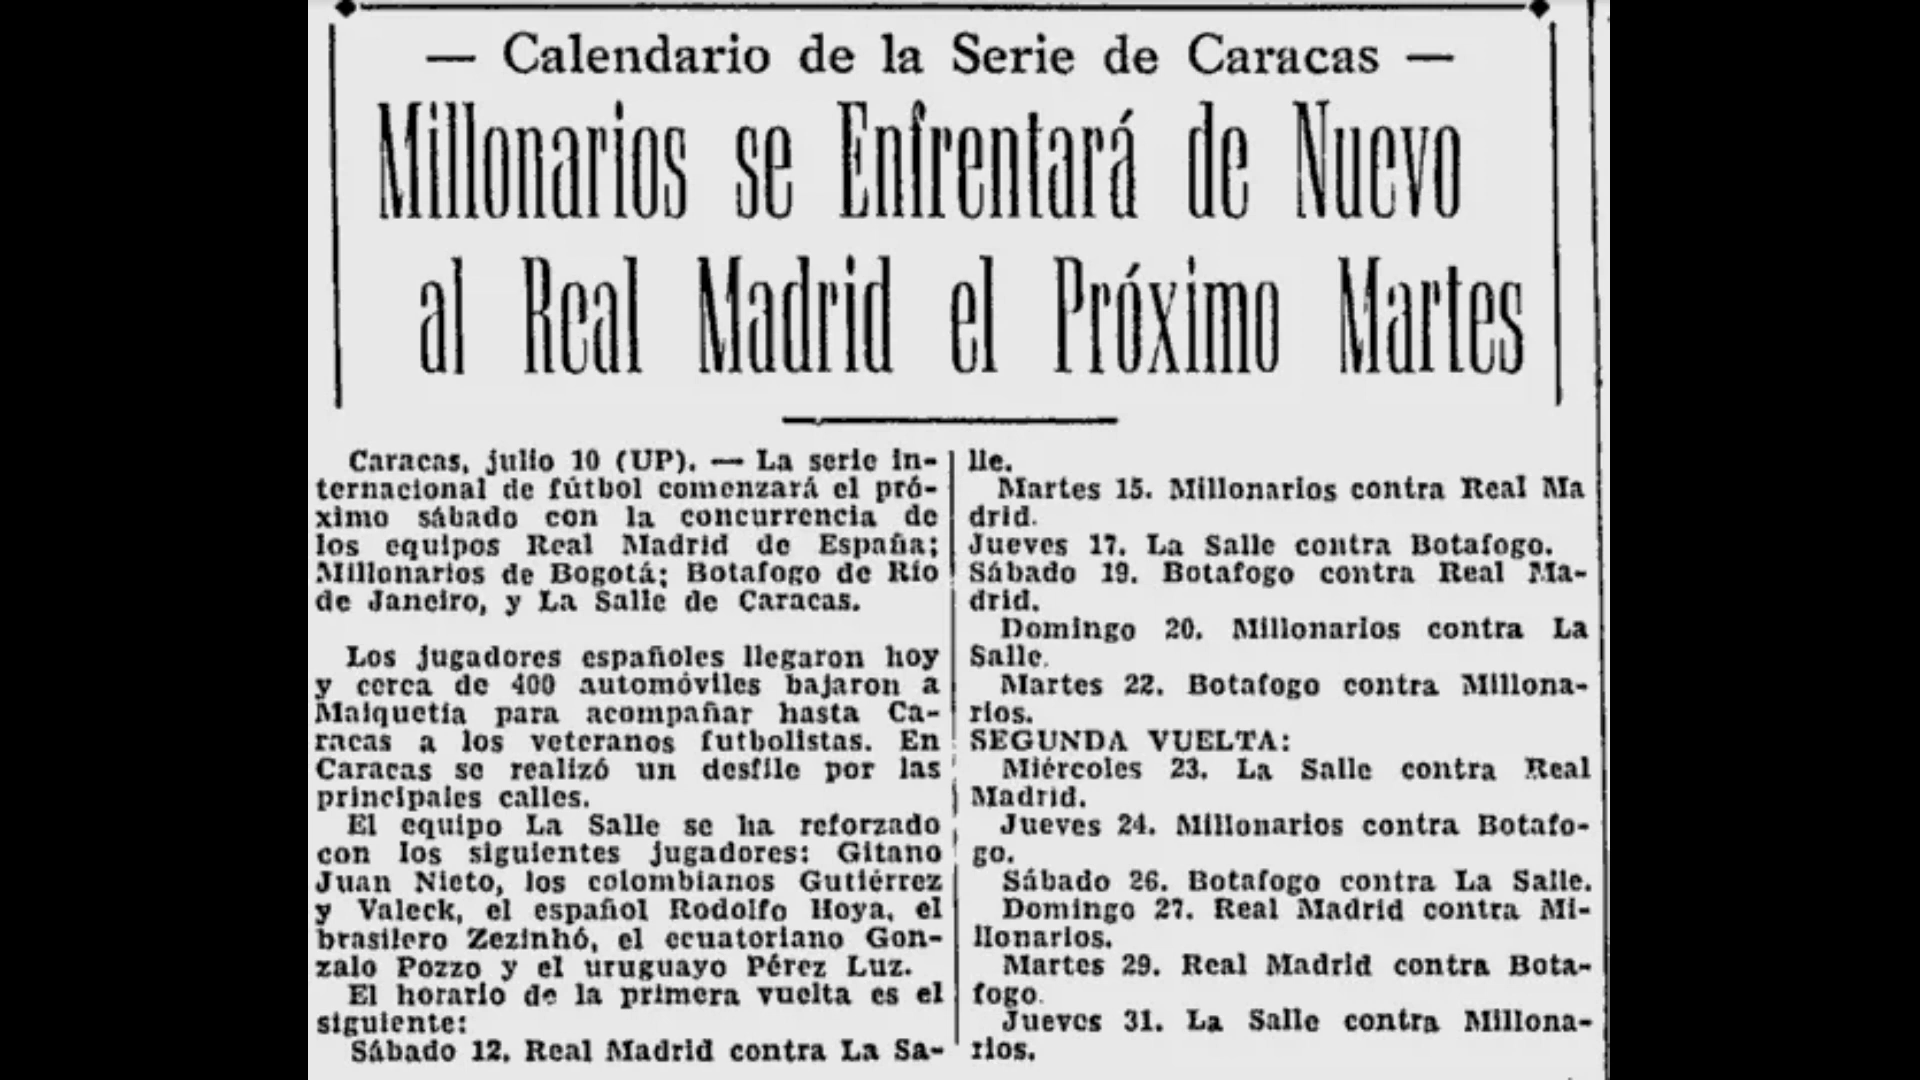 — Calendario de la Serie de Caracas —
Millonarios se Enfrentará de Nuevo
al Real Madrid el Próximo Martes
Caracas, julio 10 (UP). — La serie in-
ternacional de fútbol comenzará el pró-
ximo sábado con la concurrencia de
los equipos Real Madrid de España;
Millonarios de Bogotá; Botafogo de Río
de Janeiro, y La Salle de Caracas.
Los jugadores españoles llegaron hoy
y cerca de 400 automóviles bajaron a
Maiquetía para acompañar hasta Ca-
racas a los veteranos futbolistas. En
Caracas se realizó un desfile por las
principales calles.
El equipo La Salle se ha reforzado
con los siguientes jugadores: Gitano
Juan Nieto, los colombianos Gutiérrez
y Valeck, el español Rodolfo Hoya, el
brasilero Zezinhó, el ecuatoriano Gon-
zalo Pozzo y el uruguayo Pérez Luz.
El horario de la primera vuelta es el
siguiente:
Sábado 12. Real Madrid contra La Sa-
lle.
Martes 15. Millonarios contra Real Ma
drid.
Jueves 17. La Salle contra Botafogo.
Sábado 19. Botafogo contra Real Ma-
drid.
Domingo 20. Millonarios contra La
Salle.
Martes 22. Botafogo contra Millona-
rios.
SEGUNDA VUELTA:
Miércoles 23. La Salle contra Real
Madrid.
Jueves 24. Millonarios contra Botafo-
go.
Sábado 26. Botafogo contra La Salle.
Domingo 27. Real Madrid contra Mi-
llonarios.
Martes 29. Real Madrid contra Bota-
fogo.
Jueves 31. La Salle contra Millona-
rios.